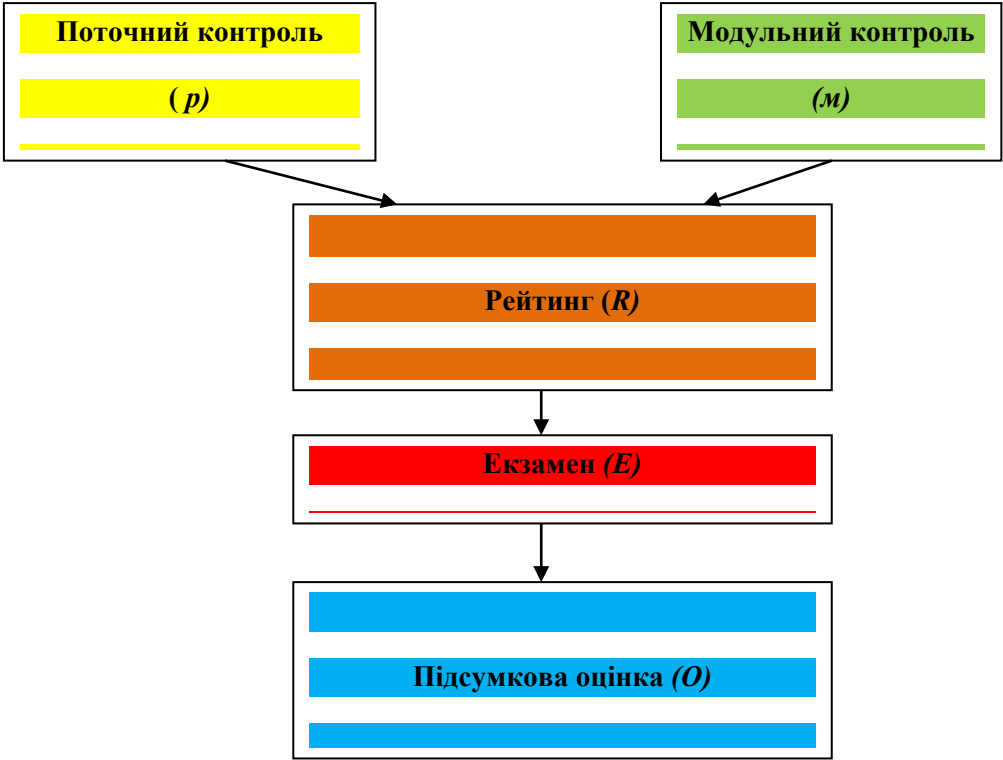 Поточний контроль
( р)
Модульний контроль
(м)
Рейтинг (R)
Екзамен (Е)
Підсумкова оцінка (О)